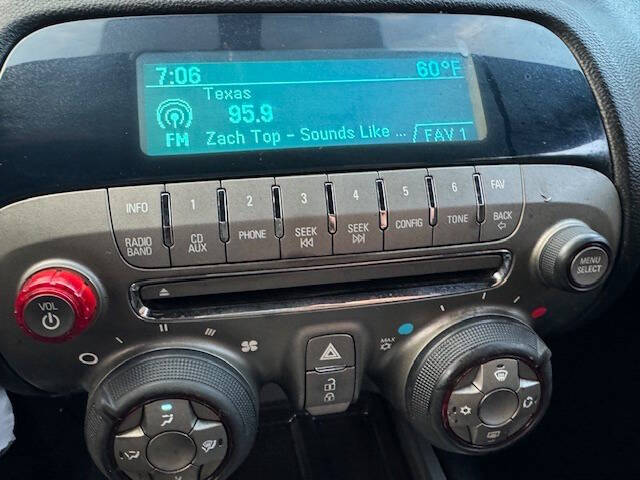 7:06 60°F
Texas
95.9
FM Zach Top - Sounds Like ... FAV 1
INFO 1 2 3 4 5 6 FAV
RADIO BAND CD AUX PHONE SEEK SEEK CONFIG TONE BACK
VOL
MENU SELECT
MAX